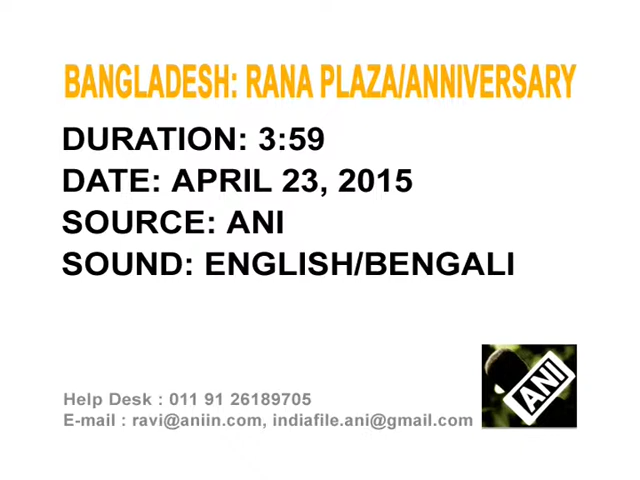 BANGLADESH: RANA PLAZA/ANNIVERSARY
DURATION: 3:59
DATE: APRIL 23, 2015
SOURCE: ANI
SOUND: ENGLISH/BENGALI
ANI
Help Desk : 011 91 26189705
E-mail : ravi@aniin.com, indiafile.ani@gmail.com